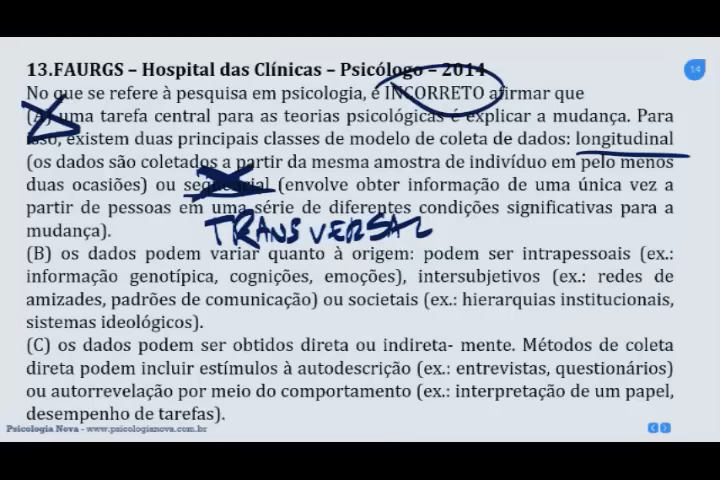 13.FAURGS – Hospital das Clínicas – Psicólogo – 2014
14
No que se refere à pesquisa em psicologia, é INCORRETO afirmar que
(A) uma tarefa central para as teorias psicológicas é explicar a mudança. Para
isso, existem duas principais classes de modelo de coleta de dados: longitudinal
(os dados são coletados a partir da mesma amostra de indivíduo em pelo menos
duas ocasiões) ou sequencial (envolve obter informação de uma única vez a
partir de pessoas em uma série de diferentes condições significativas para a
mudança).
TRANSVERSAL
(B) os dados podem variar quanto à origem: podem ser intrapessoais (ex.:
informação genotípica, cognições, emoções), intersubjetivos (ex.: redes de
amizades, padrões de comunicação) ou societais (ex.: hierarquias institucionais,
sistemas ideológicos).
(C) os dados podem ser obtidos direta ou indireta- mente. Métodos de coleta
direta podem incluir estímulos à autodescrição (ex.: entrevistas, questionários)
ou autorrevelação por meio do comportamento (ex.: interpretação de um papel,
desempenho de tarefas).
Psicologia Nova - www.psicologianova.com.br